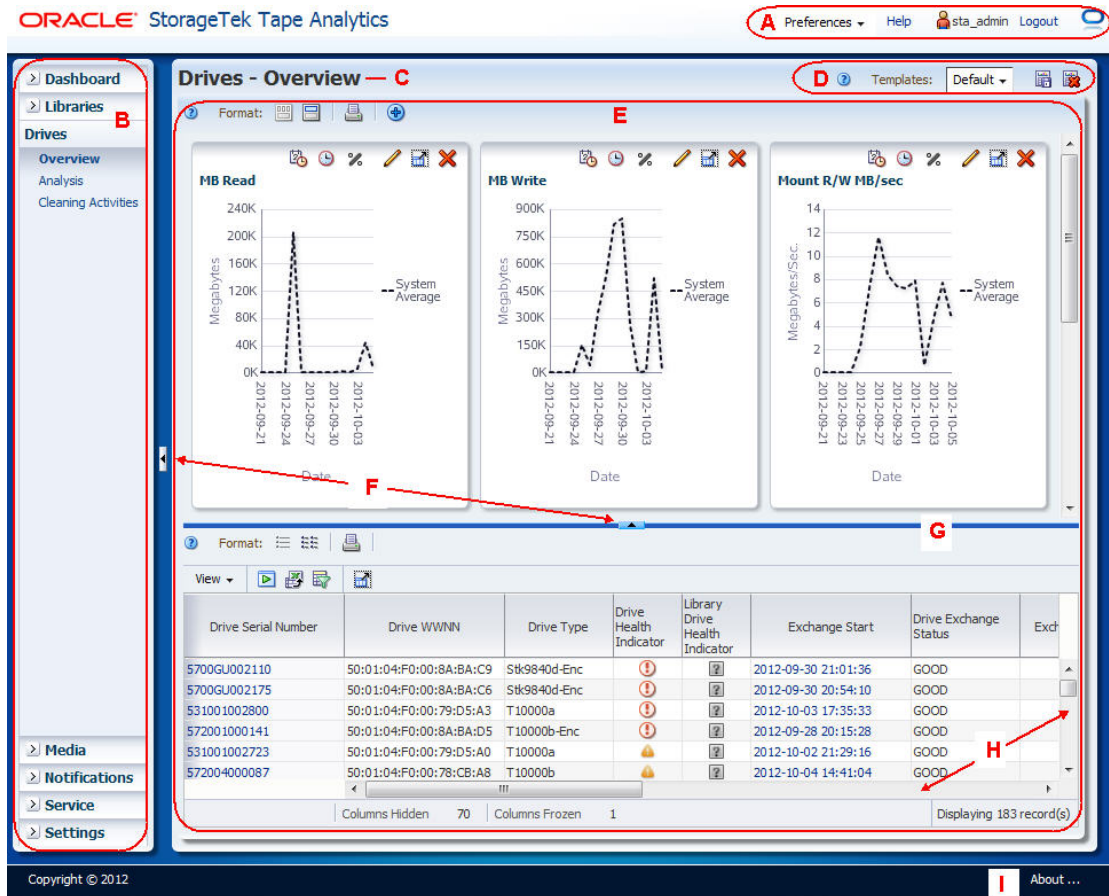 ORACLE® StorageTek Tape Analytics
A Preferences Help sta_admin Logout
Dashboard
Libraries
B
Drives
Overview
Analysis
Cleaning Activities
Media
Notifications
Service
Settings
Drives - Overview C
D Templates: Default
Format:
E
MB Read
240K
200K
160K
120K
80K
40K
0K
Megabytes
System
Average
2012-09-21
2012-09-24
2012-09-27
2012-09-30
2012-10-03
Date
MB Write
900K
750K
600K
450K
300K
150K
0K
Megabytes
System
Average
2012-09-21
2012-09-24
2012-09-27
2012-09-30
2012-10-03
Date
Mount R/W MB/sec
14
12
10
8
6
4
2
0
Megabytes/Sec.
System
Average
2012-09-21
2012-09-23
2012-09-25
2012-09-27
2012-09-29
2012-10-01
2012-10-03
2012-10-05
Date
F
G
Format:
View
Drive Serial Number Drive WWNN Drive Type Drive Health Indicator Library Drive Health Indicator Exchange Start Drive Exchange Status Exch
5700GU002110 50:01:04:F0:00:8A:BA:C9 Stk9840d-Enc 2012-09-30 21:01:36 GOOD
5700GU002175 50:01:04:F0:00:8A:BA:C6 Stk9840d-Enc 2012-09-30 20:54:10 GOOD
531001002800 50:01:04:F0:00:79:D5:A3 T10000a 2012-10-03 17:35:33 GOOD
572001000141 50:01:04:F0:00:8A:BA:D5 T10000b-Enc 2012-09-28 20:15:28 GOOD
531001002723 50:01:04:F0:00:79:D5:A0 T10000a 2012-10-02 21:29:16 GOOD
572004000087 50:01:04:F0:00:78:CB:A8 T10000b 2012-10-04 14:41:04 GOOD
H
Columns Hidden 70 Columns Frozen 1 Displaying 183 record(s)
Copyright © 2012 I About ...